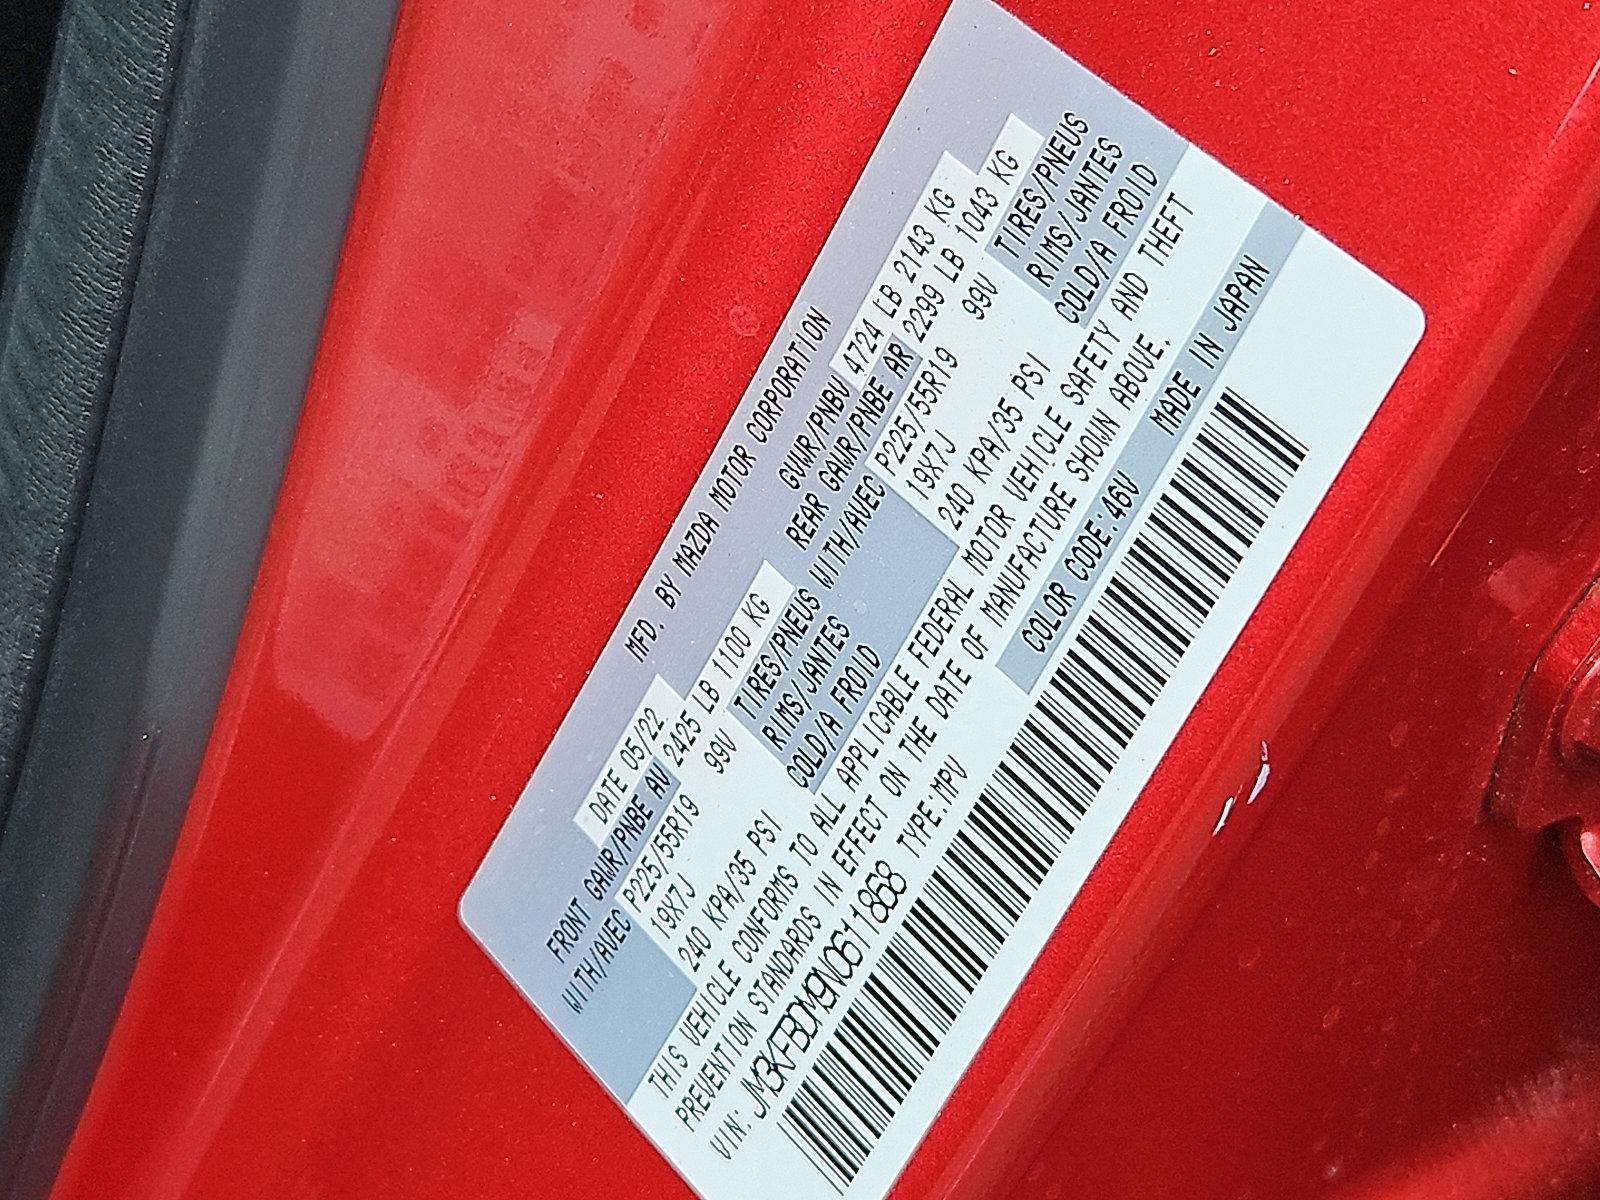 MFD. BY MAZDA MOTOR CORPORATION
DATE 05/22 GVWR/PNBV 4724 LB 2143 KG
FRONT GAWR/PNBE AV 2425 LB 1100 KG REAR GAWR/PNBE AR 2299 LB 1043 KG
WITH/AVEC P225/55R19 99V TIRES/PNEUS WITH/AVEC P225/55R19 99V TIRES/PNEUS
19X7J RIMS/JANTES 19X7J RIMS/JANTES
240 KPA/35 PSI COLD/A FROID 240 KPA/35 PSI COLD/A FROID
THIS VEHICLE CONFORMS TO ALL APPLICABLE FEDERAL MOTOR VEHICLE SAFETY AND THEFT
PREVENTION STANDARDS IN EFFECT ON THE DATE OF MANUFACTURE SHOWN ABOVE.
VIN: JM3KFBDM9N0611868 TYPE:MPV COLOR CODE:46V MADE IN JAPAN